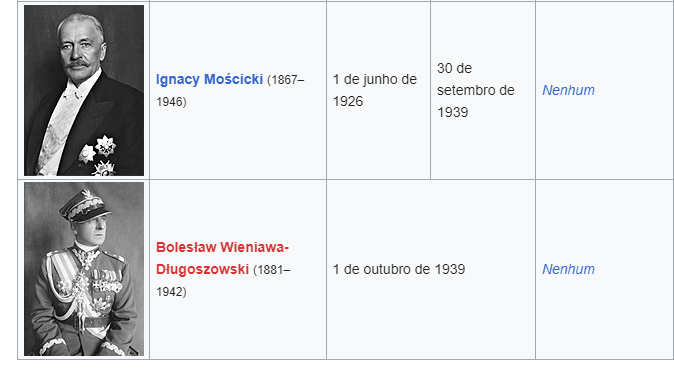 Ignacy Mościcki (1867–
1946)
1 de junho de
1926
30 de
setembro de
1939
Nenhum
Bolesław Wieniawa-
Długoszowski (1881–
1942)
1 de outubro de 1939
Nenhum